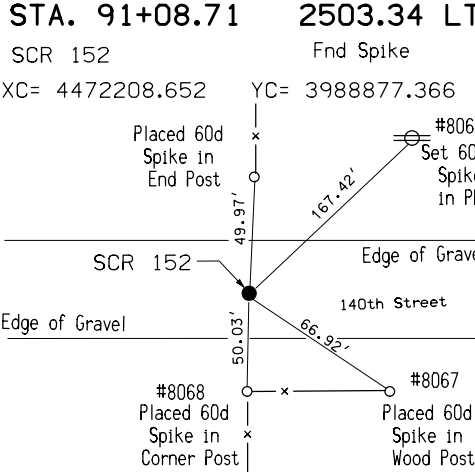 STA. 91+08.71 2503.34 LT
SCR 152
Fnd Spike
XC= 4472208.652 YC= 3988877.366
Placed 60d
Spike in
End Post
#806
Set 60
Spike
in P
49.97'
167.42'
Edge of Grave
SCR 152
140th Street
Edge of Gravel
50.03'
66.92'
#8068
Placed 60d
Spike in
Corner Post
#8067
Placed 60d
Spike in
Wood Post